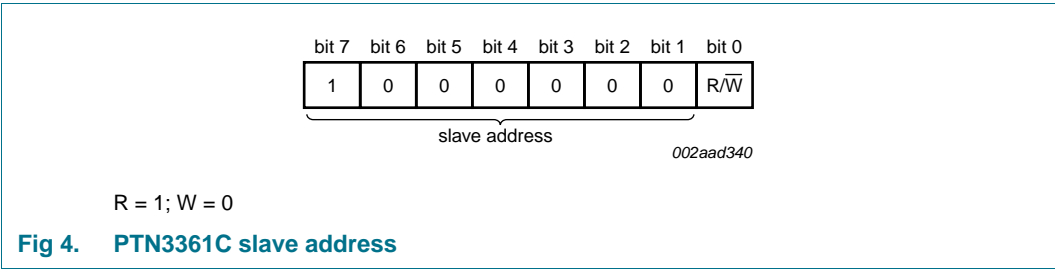 bit 7 bit 6 bit 5 bit 4 bit 3 bit 2 bit 1 bit 0
1 0 0 0 0 0 0 R/W̅
slave address
002aad340
R = 1; W = 0
Fig 4. PTN3361C slave address